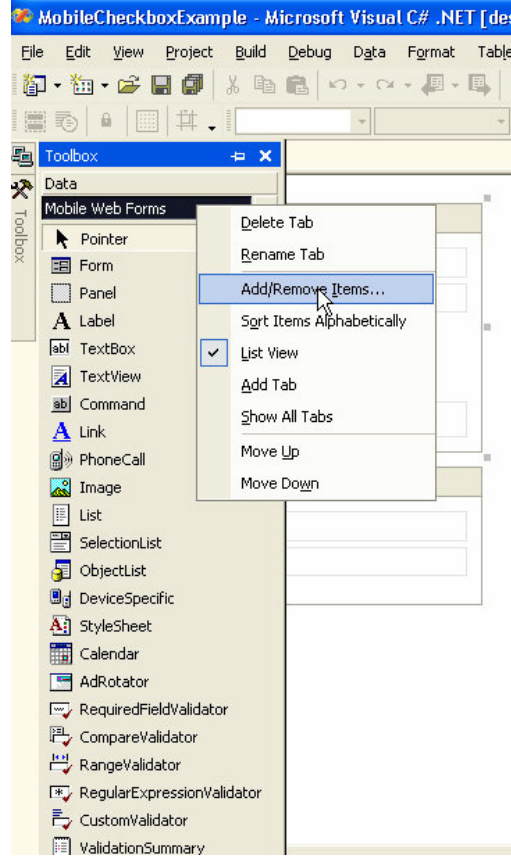 MobileCheckboxExample - Microsoft Visual C# .NET [des
File Edit View Project Build Debug Data Format Table
Toolbox
Data
Mobile Web Forms
Toolbox
Pointer
Form
Panel
A Label
abl TextBox
TextView
ab Command
A Link
PhoneCall
Image
List
SelectionList
ObjectList
DeviceSpecific
StyleSheet
Calendar
AdRotator
RequiredFieldValidator
CompareValidator
RangeValidator
RegularExpressionValidator
CustomValidator
ValidationSummary
Delete Tab
Rename Tab
Add/Remove Items...
Sort Items Alphabetically
List View
Add Tab
Show All Tabs
Move Up
Move Down